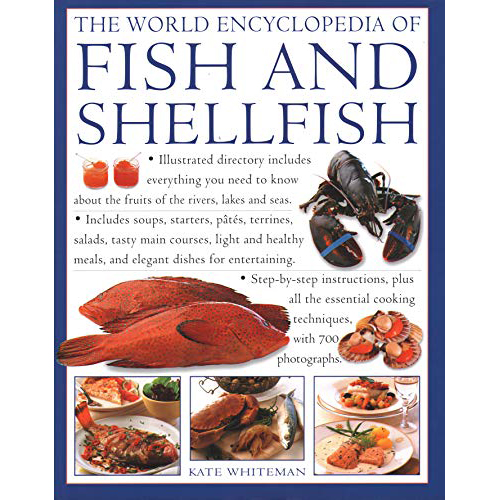 THE WORLD ENCYCLOPEDIA OF
FISH AND
SHELLFISH
• Illustrated directory includes
everything you need to know
about the fruits of the rivers, lakes and seas.
• Includes soups, starters, pâtés, terrines,
salads, tasty main courses, light and healthy
meals, and elegant dishes for entertaining.
• Step-by-step instructions, plus
all the essential cooking
techniques,
with 700
photographs.
KATE WHITEMAN